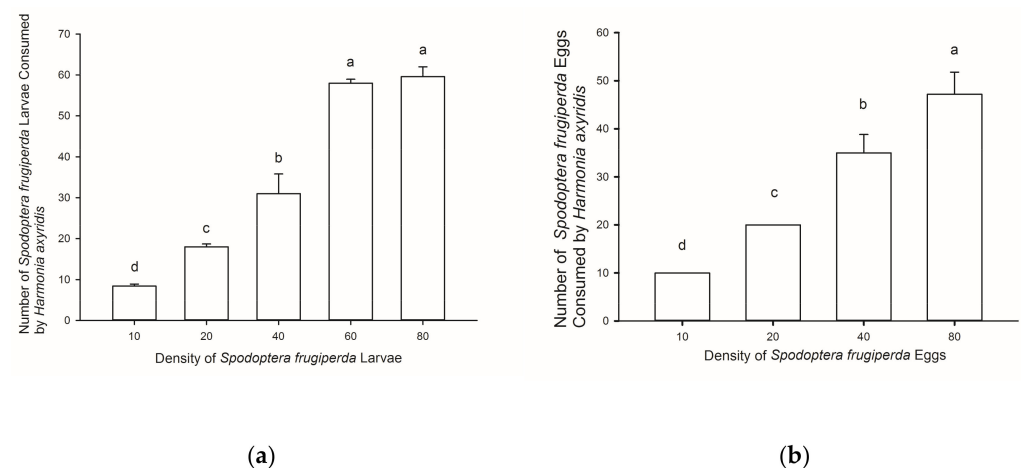 Number of Spodoptera frugiperda Larvae Consumed
by Harmonia axyridis
70
60
50
40
30
20
10
0
d
c
b
a
a
10 20 40 60 80
Density of Spodoptera frugiperda Larvae
(a)
Number of Spodoptera frugiperda Eggs
Consumed by Harmonia axyridis
60
50
40
30
20
10
0
d
c
b
a
10 20 40 80
Density of Spodoptera frugiperda Eggs
(b)